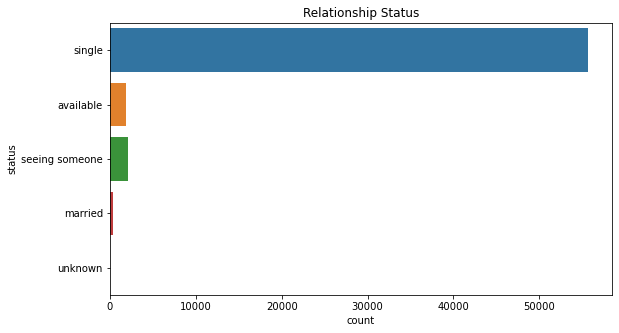 Relationship Status
single
available
seeing someone
married
unknown
status
0 10000 20000 30000 40000 50000
count